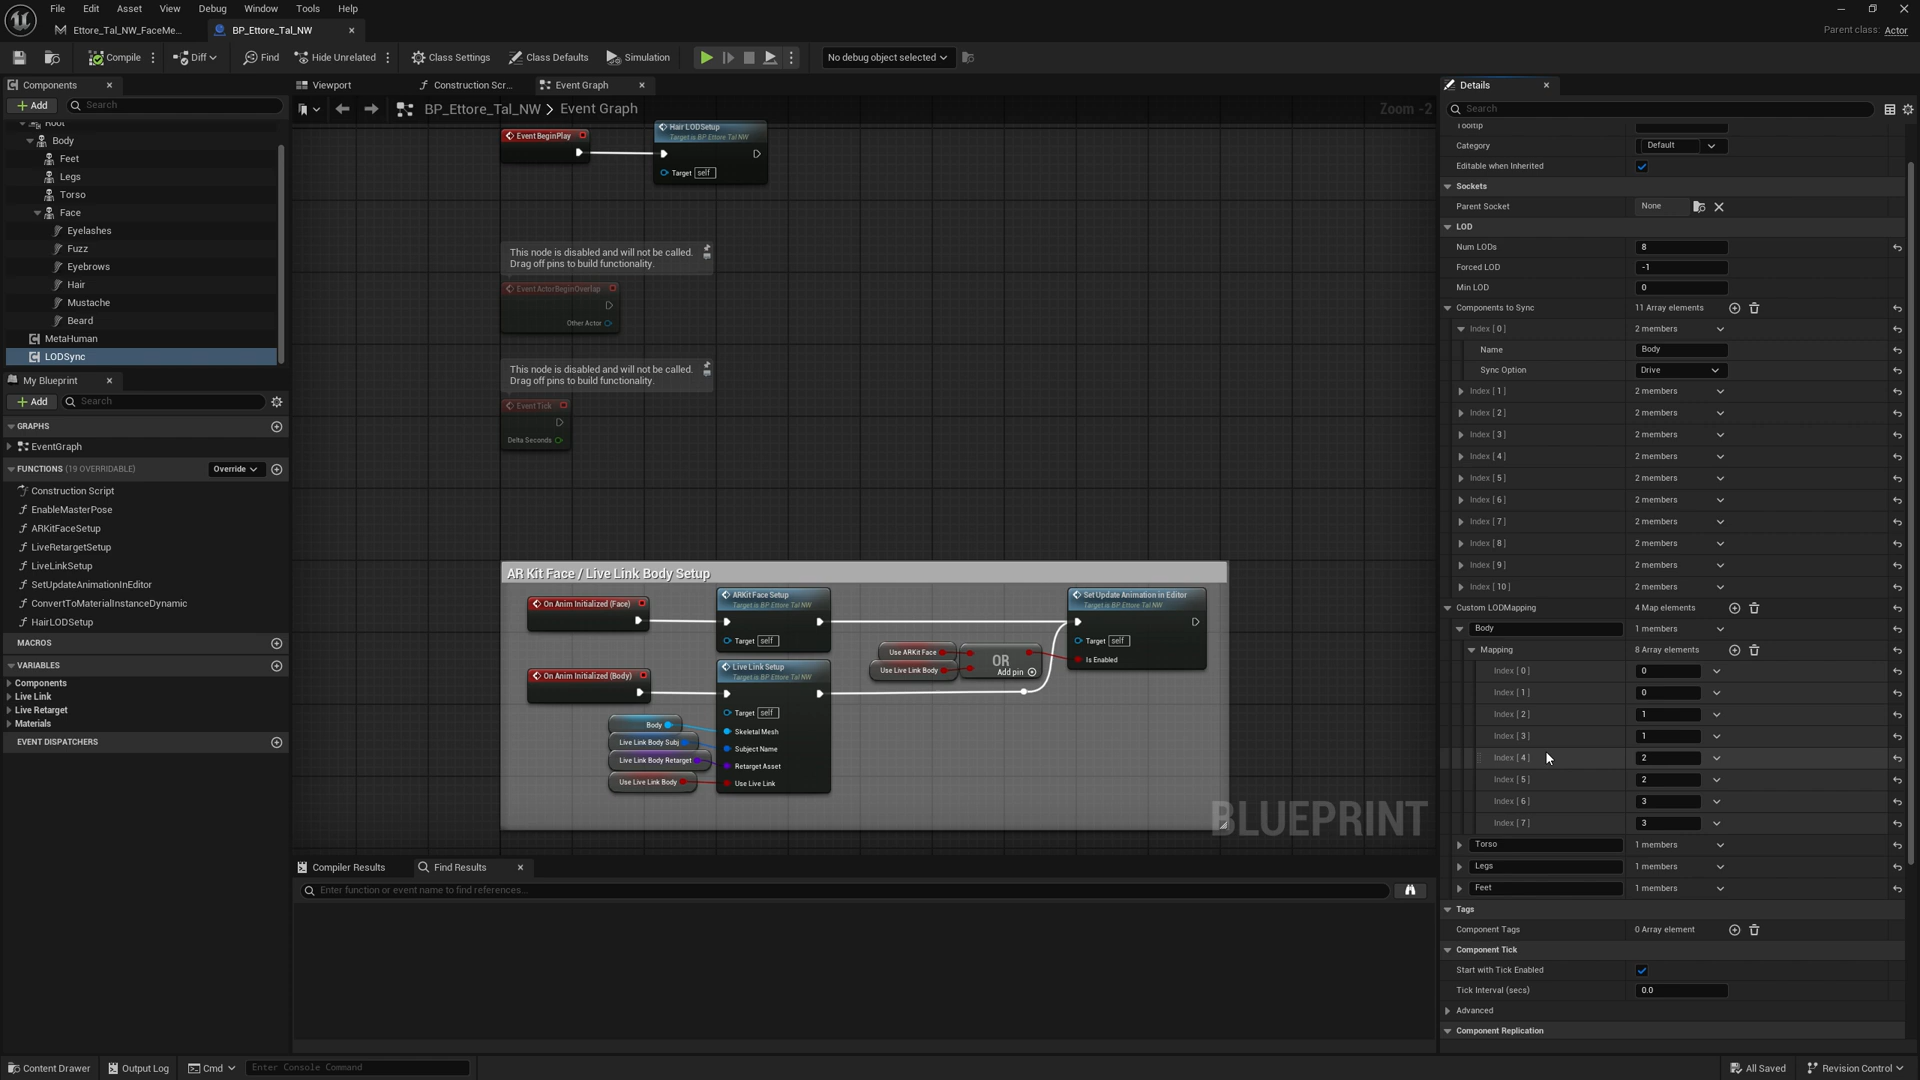 File Edit Asset View Debug Window Tools Help
Ettore_Tal_NW_FaceMe...
BP_Ettore_Tal_NW
Parent class: Actor
Compile
Diff
Find
Hide Unrelated
Class Settings
Class Defaults
Simulation
No debug object selected
Components
Add
Search
Root
Body
Feet
Legs
Torso
Face
Eyelashes
Fuzz
Eyebrows
Hair
Mustache
Beard
MetaHuman
LODSync
My Blueprint
Add
Search
GRAPHS
EventGraph
FUNCTIONS (19 OVERRIDABLE)
Override
Construction Script
EnableMasterPose
ARKitFaceSetup
LiveRetargetSetup
LiveLinkSetup
SetUpdateAnimationInEditor
ConvertToMaterialInstanceDynamic
HairLODSetup
MACROS
VARIABLES
Components
Live Link
Live Retarget
Materials
EVENT DISPATCHERS
Viewport
Construction Scr...
Event Graph
BP_Ettore_Tal_NW > Event Graph
Zoom -2
Event BeginPlay
Hair LODSetup
Target is BP Ettore Tal NW
Target self
This node is disabled and will not be called.
Drag off pins to build functionality.
Event ActorBeginOverlap
Other Actor
This node is disabled and will not be called.
Drag off pins to build functionality.
Event Tick
Delta Seconds
AR Kit Face / Live Link Body Setup
On Anim Initialized (Face)
ARKit Face Setup
Target is BP Ettore Tal NW
Target self
Set Update Animation in Editor
Target is BP Ettore Tal NW
Target self
Is Enabled
Use ARKit Face
Use Live Link Body
OR
Add pin
On Anim Initialized (Body)
Live Link Setup
Target is BP Ettore Tal NW
Target self
Skeletal Mesh
Subject Name
Retarget Asset
Use Live Link
Body
Live Link Body Subj
Live Link Body Retarget
Use Live Link Body
BLUEPRINT
Compiler Results
Find Results
Enter function or event name to find references...
Details
Search
Tooltip
Category Default
Editable when Inherited
Sockets
Parent Socket None
LOD
Num LODs 8
Forced LOD -1
Min LOD 0
Components to Sync 11 Array elements
Index [ 0 ] 2 members
Name Body
Sync Option Drive
Index [ 1 ] 2 members
Index [ 2 ] 2 members
Index [ 3 ] 2 members
Index [ 4 ] 2 members
Index [ 5 ] 2 members
Index [ 6 ] 2 members
Index [ 7 ] 2 members
Index [ 8 ] 2 members
Index [ 9 ] 2 members
Index [ 10 ] 2 members
Custom LODMapping 4 Map elements
Body 1 members
Mapping 8 Array elements
Index [ 0 ] 0
Index [ 1 ] 0
Index [ 2 ] 1
Index [ 3 ] 1
Index [ 4 ] 2
Index [ 5 ] 2
Index [ 6 ] 3
Index [ 7 ] 3
Torso 1 members
Legs 1 members
Feet 1 members
Tags
Component Tags 0 Array element
Component Tick
Start with Tick Enabled
Tick Interval (secs) 0.0
Advanced
Component Replication
Content Drawer
Output Log
Cmd
Enter Console Command
All Saved
Revision Control